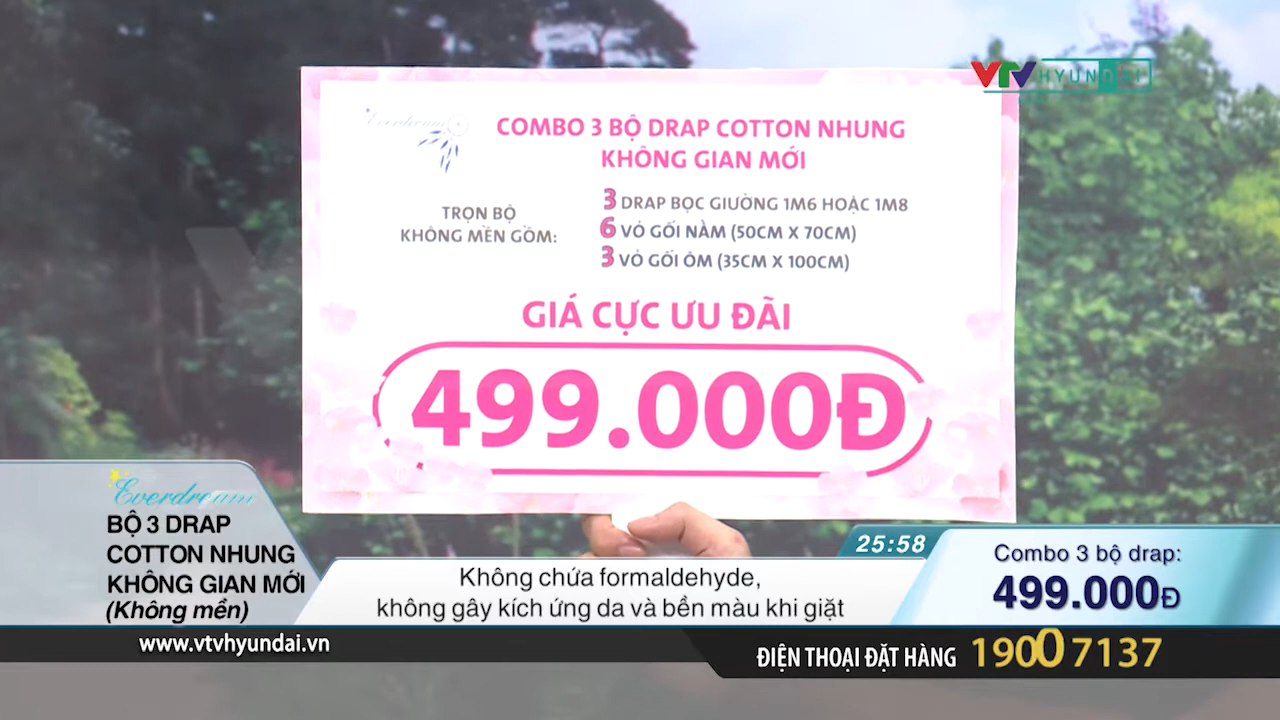 VTV HYUNDAI
Everdream
COMBO 3 BỘ DRAP COTTON NHUNG
KHÔNG GIAN MỚI
TRỌN BỘ
KHÔNG MỀN GỒM:
3 DRAP BỌC GIƯỜNG 1M6 HOẶC 1M8
6 VỎ GỐI NẰM (50CM X 70CM)
3 VỎ GỐI ÔM (35CM X 100CM)
GIÁ CỰC ƯU ĐÃI
499.000Đ
Everdream
BỘ 3 DRAP
COTTON NHUNG
KHÔNG GIAN MỚI
(Không mền)
25:58
Không chứa formaldehyde,
không gây kích ứng da và bền màu khi giặt
Combo 3 bộ drap:
499.000Đ
www.vtvhyundai.vn
ĐIỆN THOẠI ĐẶT HÀNG 1900 7137